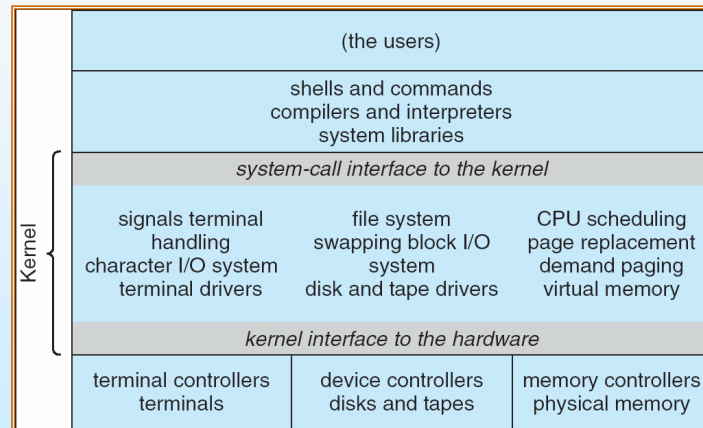 (the users)
shells and commands
compilers and interpreters
system libraries
Kernel
system-call interface to the kernel
signals terminal
handling
character I/O system
terminal drivers
file system
swapping block I/O
system
disk and tape drivers
CPU scheduling
page replacement
demand paging
virtual memory
kernel interface to the hardware
terminal controllers
terminals
device controllers
disks and tapes
memory controllers
physical memory